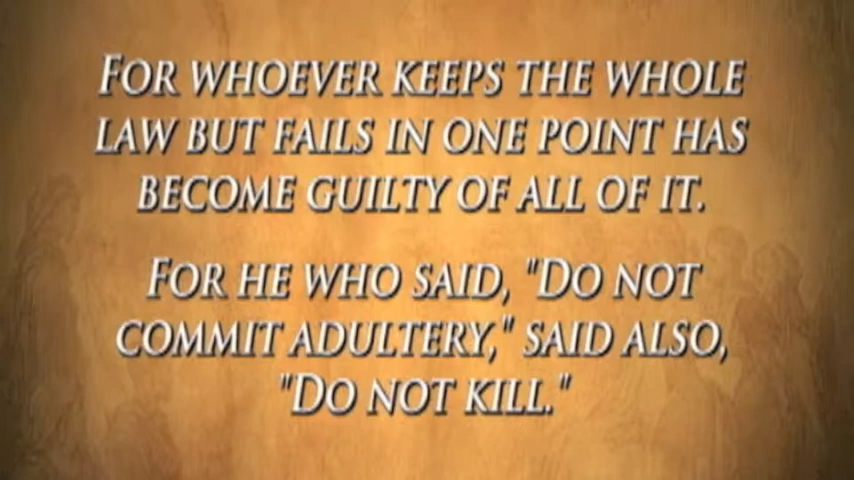 FOR WHOEVER KEEPS THE WHOLE
LAW BUT FAILS IN ONE POINT HAS
BECOME GUILTY OF ALL OF IT.
FOR HE WHO SAID, "DO NOT
COMMIT ADULTERY," SAID ALSO,
"DO NOT KILL."